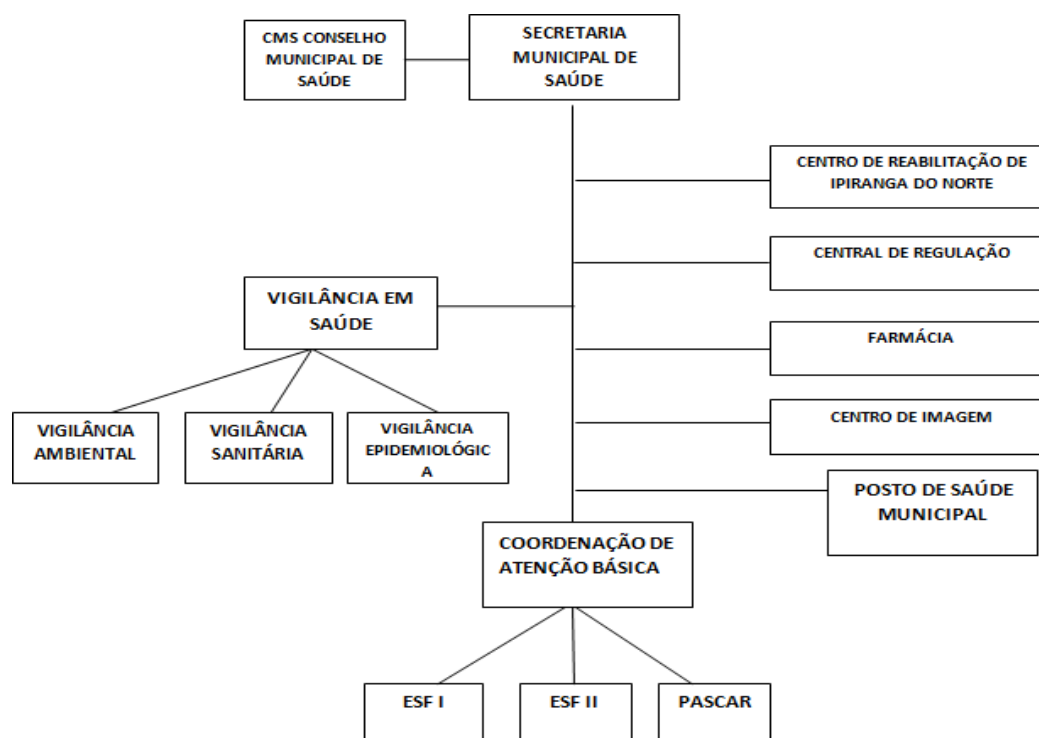 CMS CONSELHO
MUNICIPAL DE
SAÚDE
SECRETARIA
MUNICIPAL DE
SAÚDE
CENTRO DE REABILITAÇÃO DE
IPIRANGA DO NORTE
CENTRAL DE REGULAÇÃO
VIGILÂNCIA EM
SAÚDE
FARMÁCIA
CENTRO DE IMAGEM
VIGILÂNCIA
AMBIENTAL
VIGILÂNCIA
SANITÁRIA
VIGILÂNCIA
EPIDEMIOLÓGIC
A
POSTO DE SAÚDE
MUNICIPAL
COORDENAÇÃO DE
ATENÇÃO BÁSICA
ESF I
ESF II
PASCAR